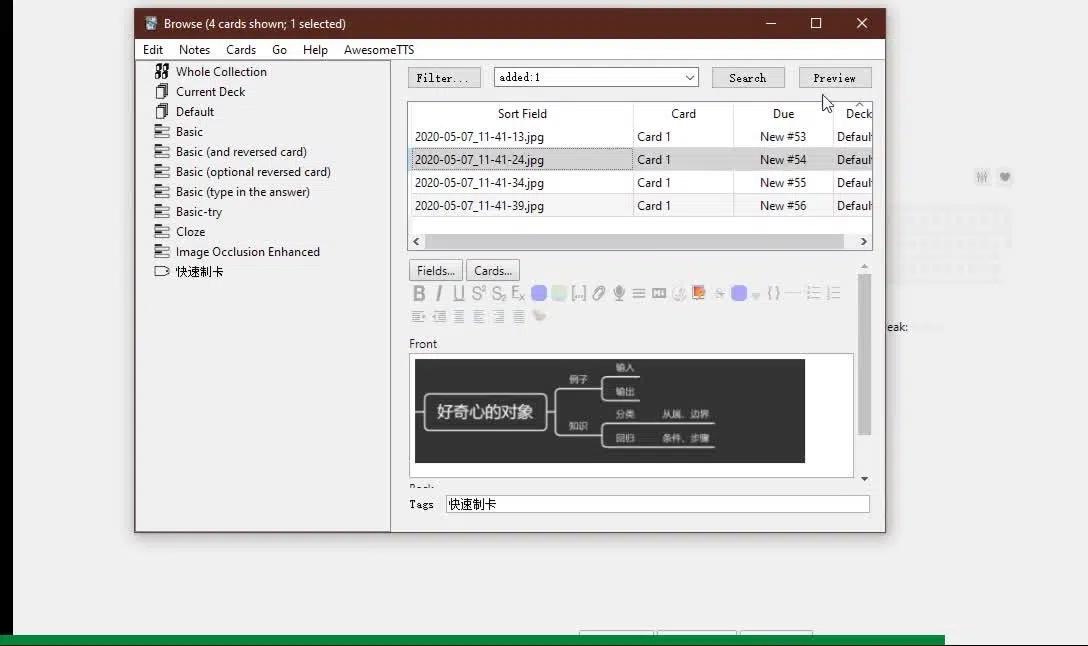 Browse (4 cards shown; 1 selected)
Edit Notes Cards Go Help AwesomeTTS
Whole Collection
Current Deck
Default
Basic
Basic (and reversed card)
Basic (optional reversed card)
Basic (type in the answer)
Basic-try
Cloze
Image Occlusion Enhanced
快速制卡
Filter... added:1 Search Preview
Sort Field Card Due Deck
2020-05-07_11-41-13.jpg Card 1 New #53 Defaul
2020-05-07_11-41-24.jpg Card 1 New #54 Defaul
2020-05-07_11-41-34.jpg Card 1 New #55 Defaul
2020-05-07_11-41-39.jpg Card 1 New #56 Defaul
Fields... Cards...
Front
输入
例子
输出
好奇心的对象
分类 从属、边界
知识
回归 条件、步骤
Tags 快速制卡
eak: